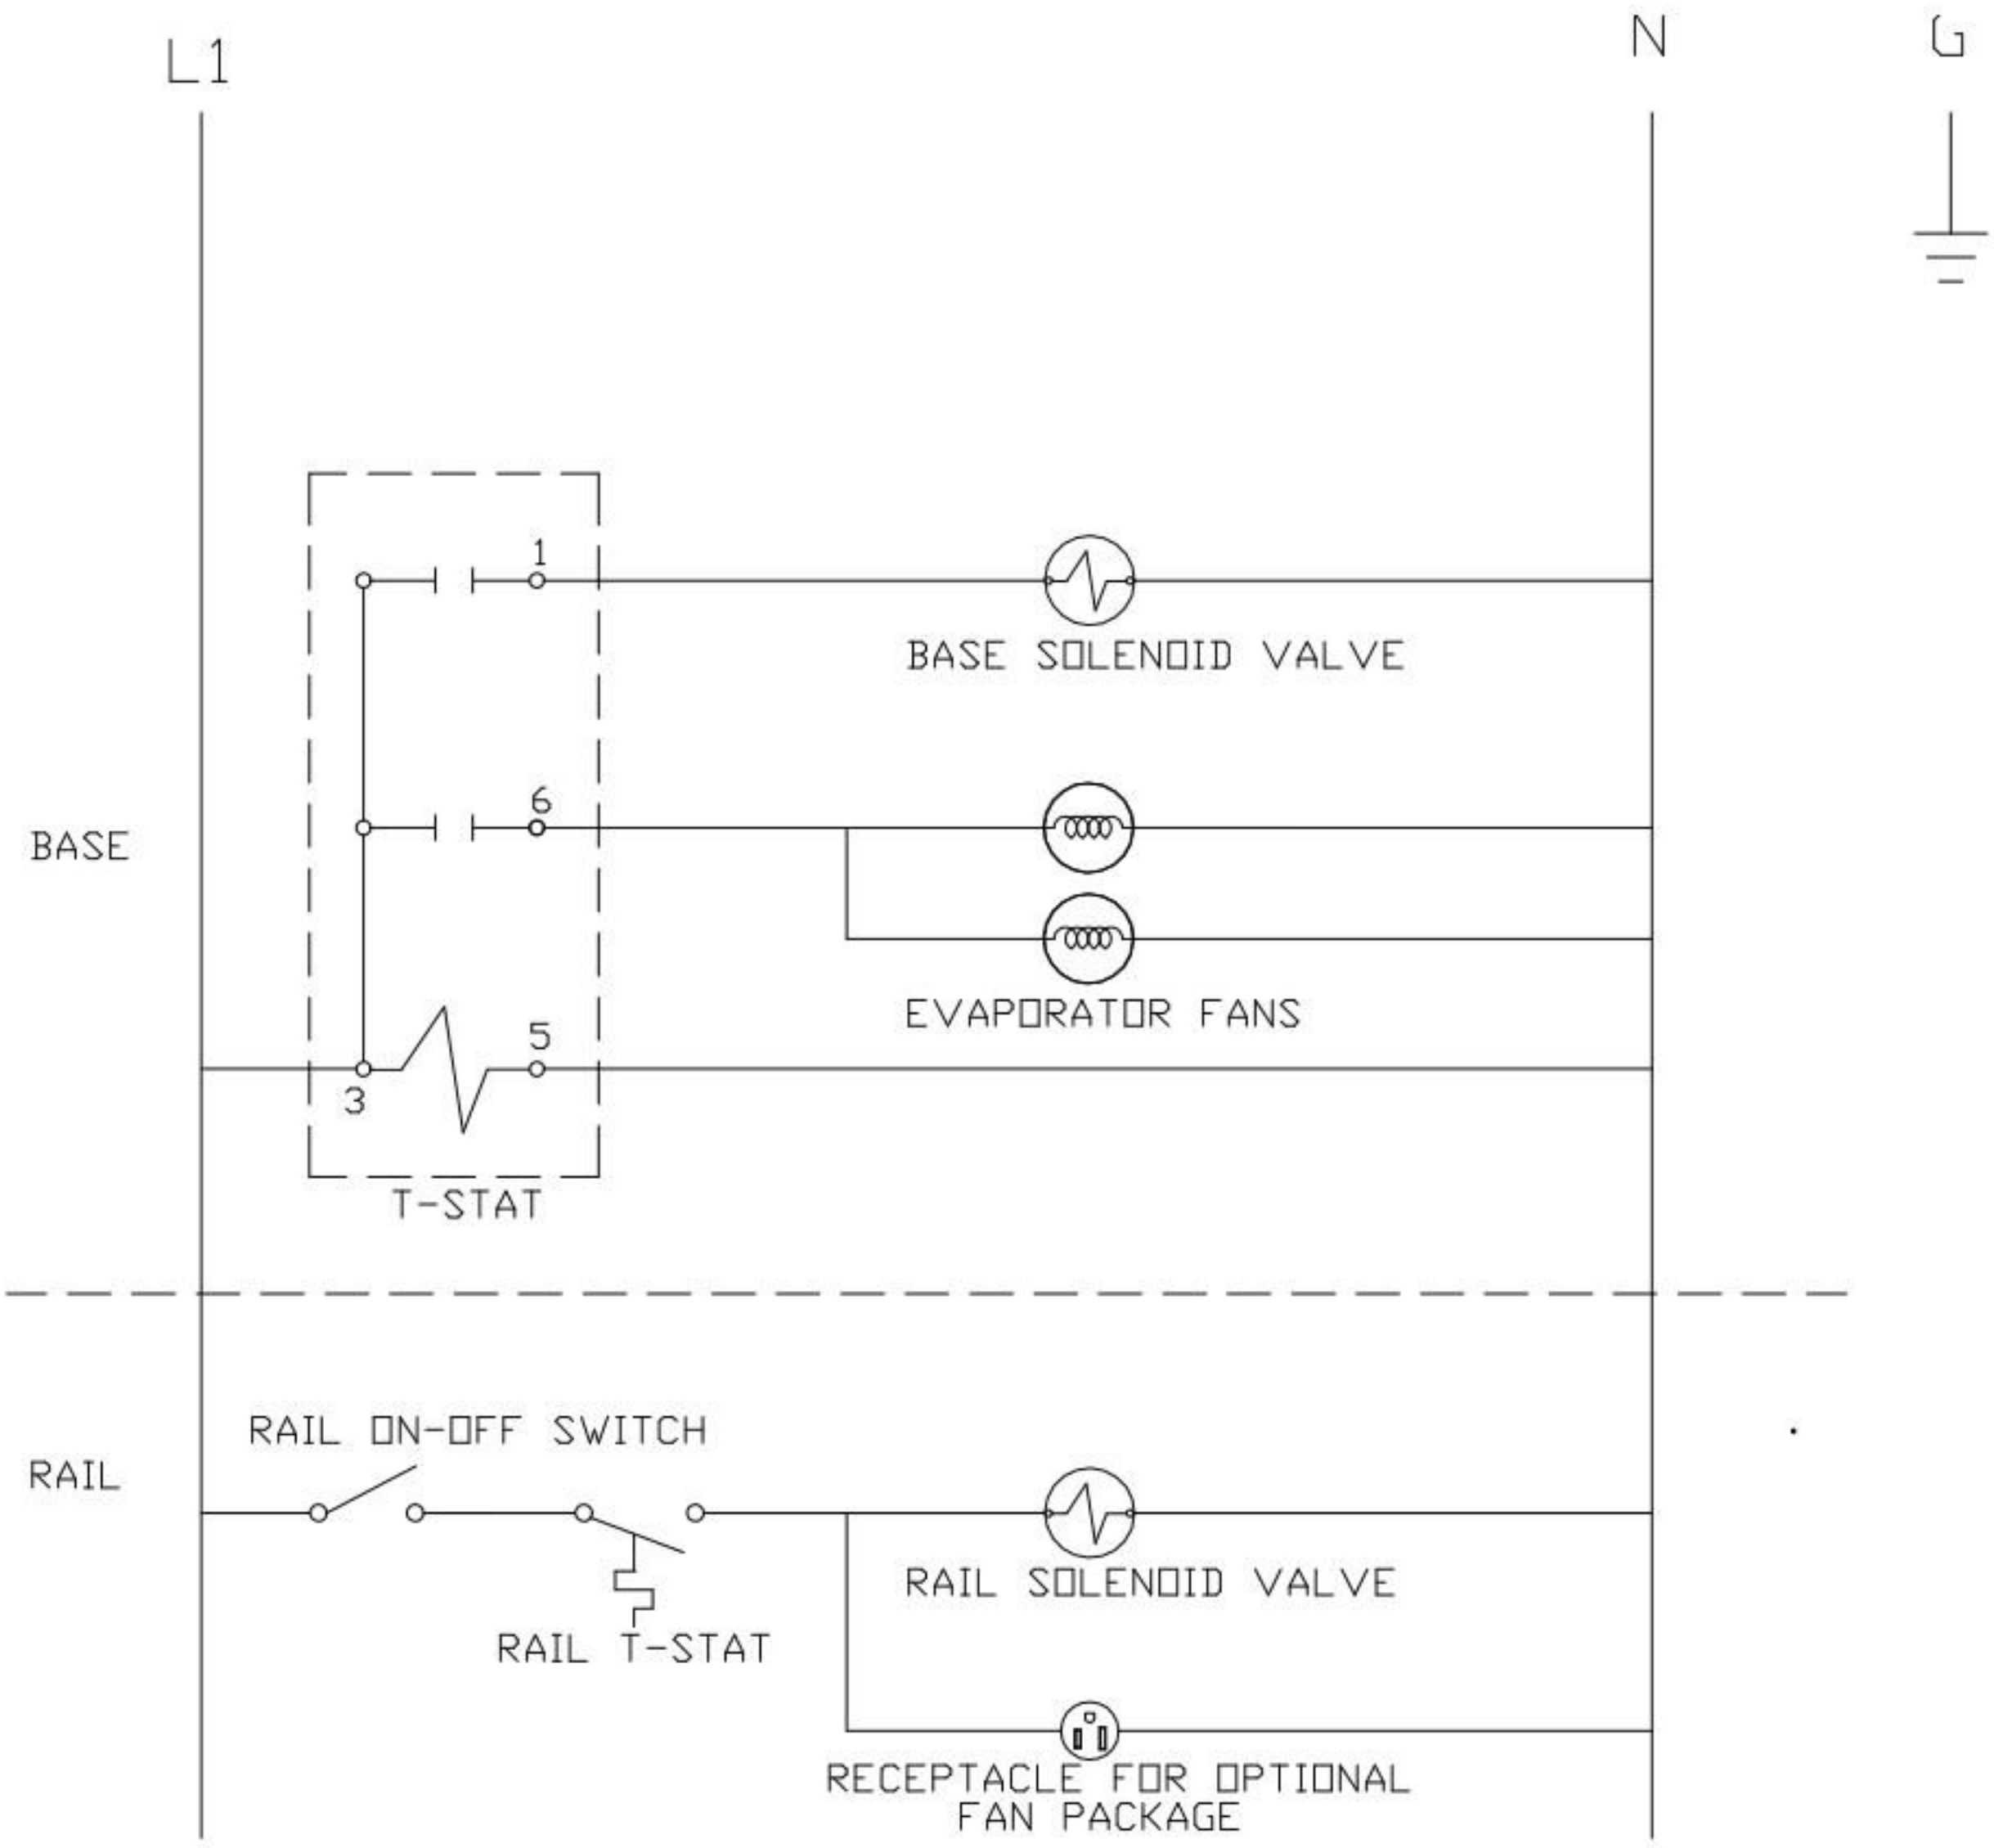 L1
N
G
1
BASE SOLENOID VALVE
6
BASE
EVAPORATOR FANS
5
3
T-STAT
RAIL ON-OFF SWITCH
RAIL
RAIL SOLENOID VALVE
RAIL T-STAT
RECEPTACLE FOR OPTIONAL
FAN PACKAGE